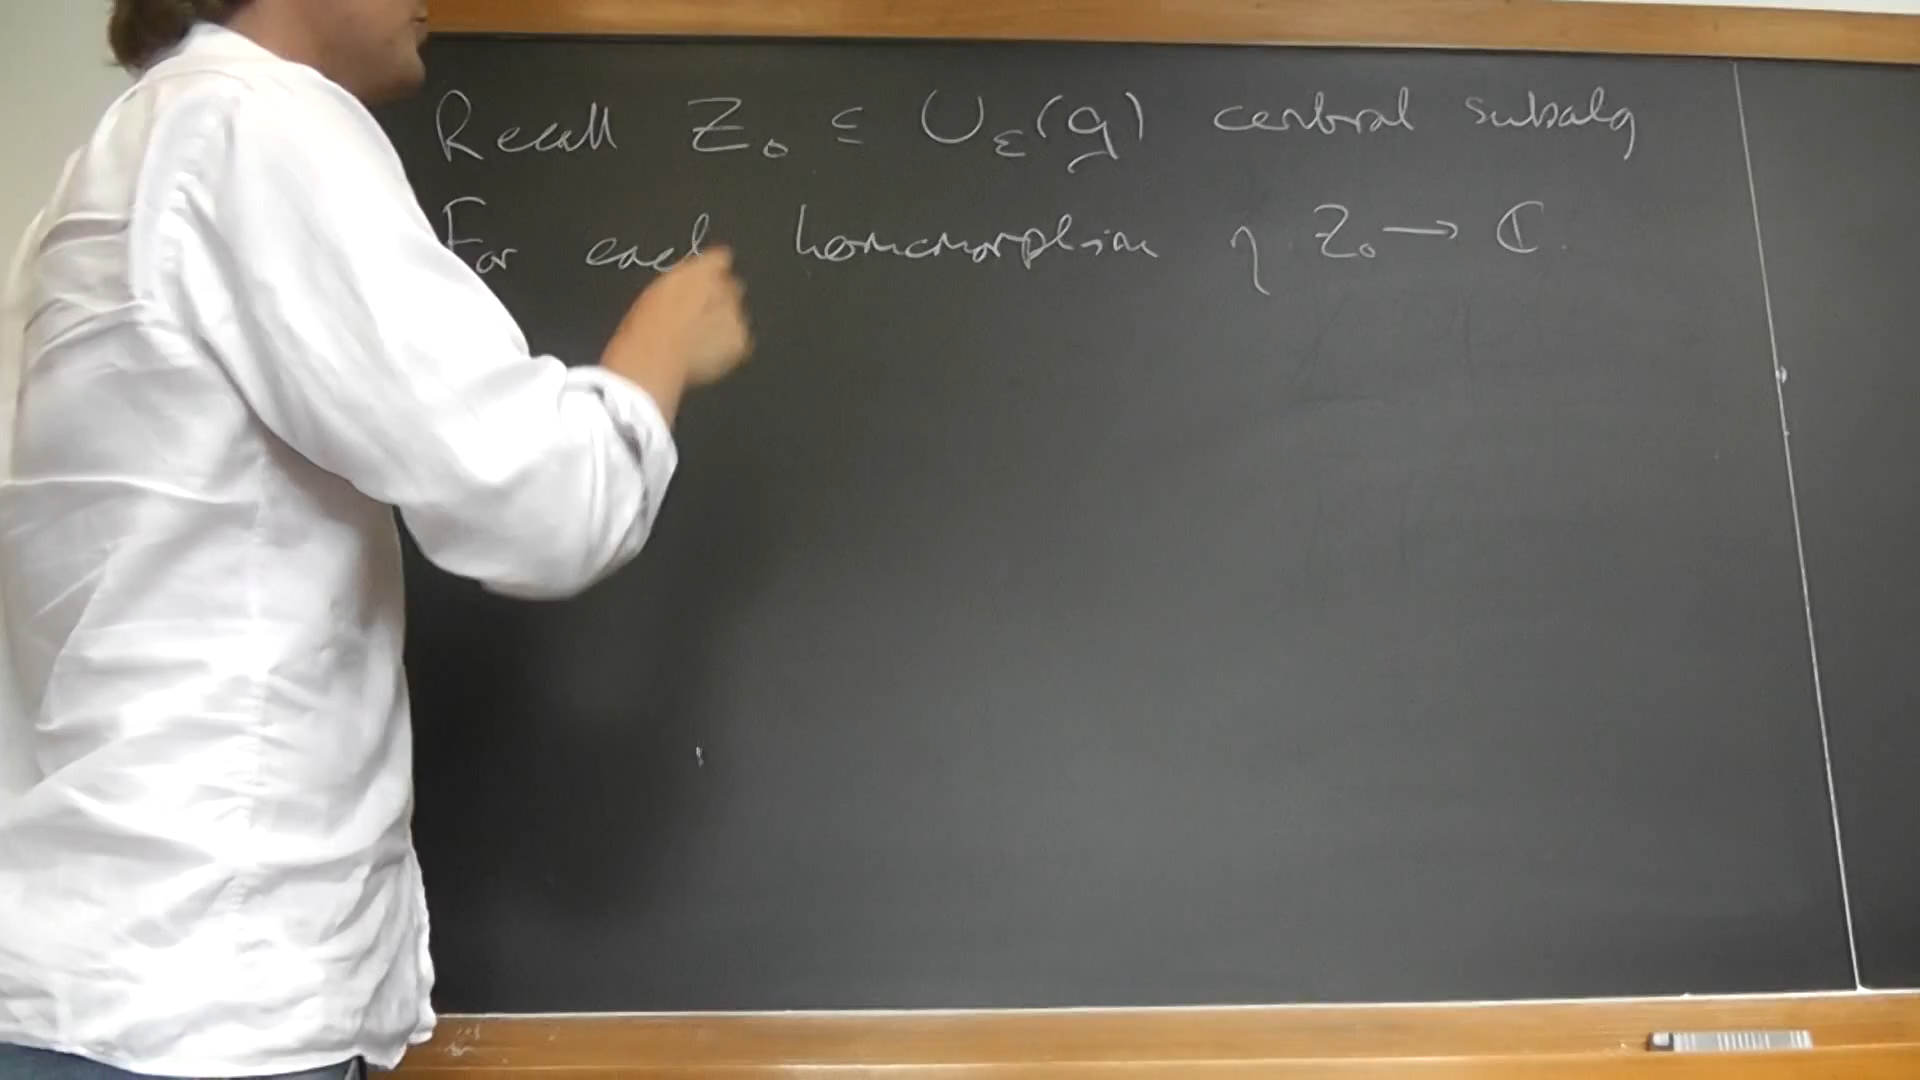 Recall Z₀ ⊆ U_ε(g) central subalg
For each homomorphism η: Z₀ → ℂ.